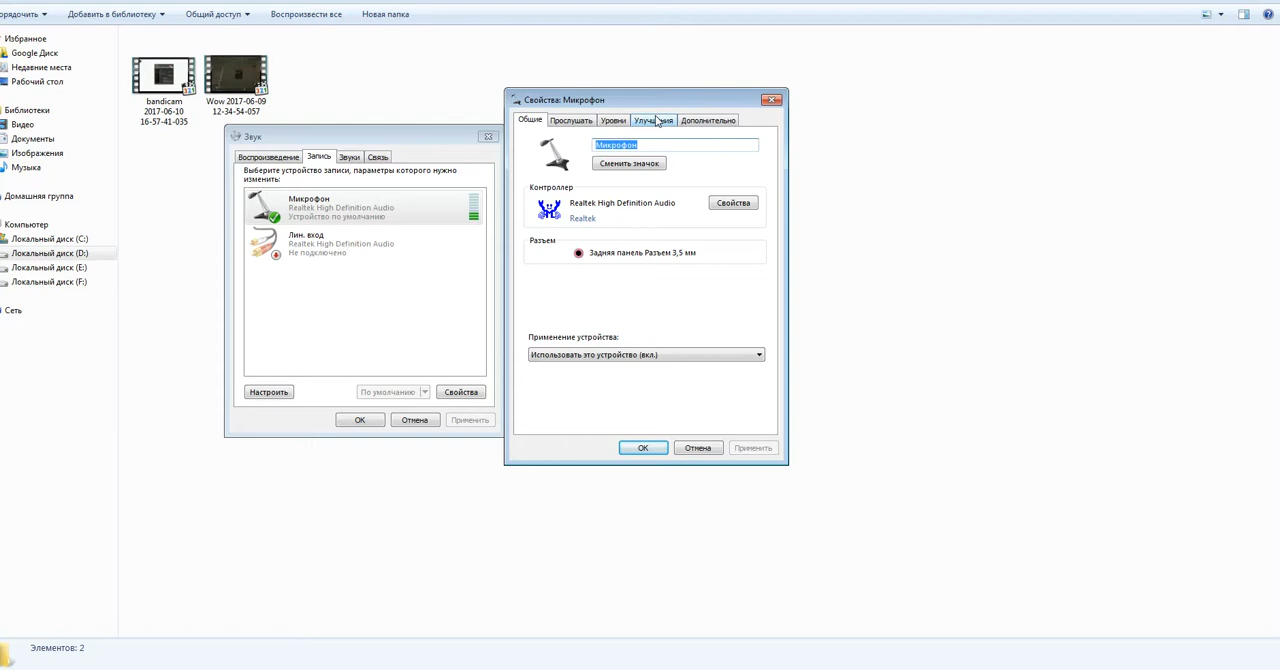 орядочить
Добавить в библиотеку
Общий доступ
Воспроизвести все
Новая папка
Избранное
Google Диск
Недавние места
Рабочий стол
Библиотеки
Видео
Документы
Изображения
Музыка
Домашняя группа
Компьютер
Локальный диск (C:)
Локальный диск (D:)
Локальный диск (E:)
Локальный диск (F:)
Сеть
bandicam
2017-06-10
16-57-41-035
Wow 2017-06-09
12-34-54-057
Звук
Воспроизведение
Запись
Звуки
Связь
Выберите устройство записи, параметры которого нужно
изменить:
Микрофон
Realtek High Definition Audio
Устройство по умолчанию
Лин. вход
Realtek High Definition Audio
Не подключено
Настроить
По умолчанию
Свойства
OK
Отмена
Применить
Свойства: Микрофон
Общие
Прослушать
Уровни
Улучшения
Дополнительно
Микрофон
Сменить значок
Контроллер
Realtek High Definition Audio
Свойства
Realtek
Разъем
Задняя панель Разъем 3,5 мм
Применение устройства:
Использовать это устройство (вкл.)
OK
Отмена
Применить
Элементов: 2